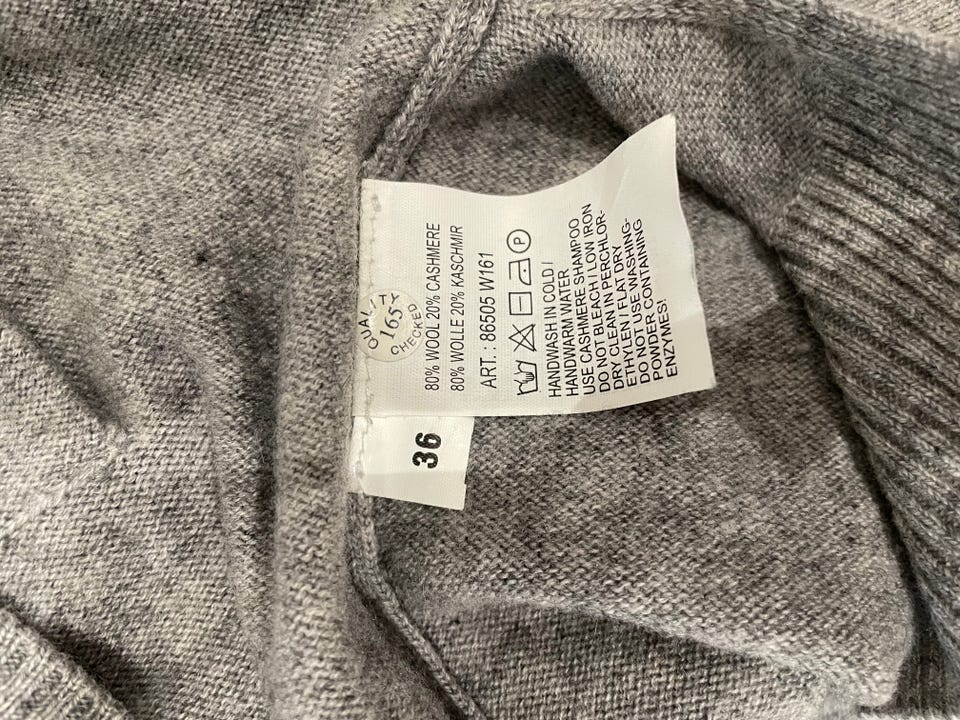 80% WOOL 20% CASHMERE
80% WOLLE 20% KASCHMIR
ART.: 86505 W161
P
HANDWASH IN COLD /
HANDWARM WATER
USE CASHMERE SHAMPOO
DO NOT BLEACH / LOW IRON
DRY CLEAN IN PERCHLOR-
ETHYLEN / FLAT DRY
DO NOT USE WASHING-
POWDER CONTAINING
ENZYMES!
QUALITY
165
CHECKED
36